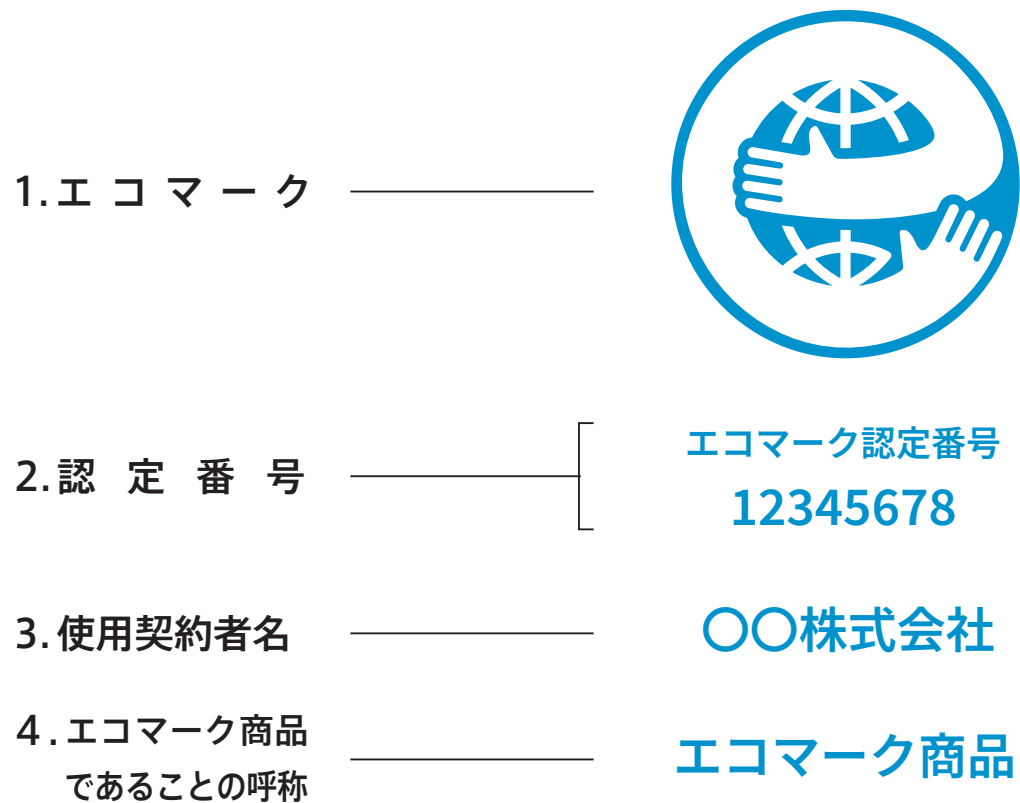 1.エコマーク
2.認定番号
エコマーク認定番号
12345678
3.使用契約者名
〇〇株式会社
4.エコマーク商品
であることの呼称
エコマーク商品